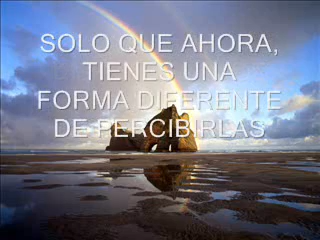 SOLO QUE AHORA,
TIENES UNA
FORMA DIFERENTE
DE PERCIBIRLAS